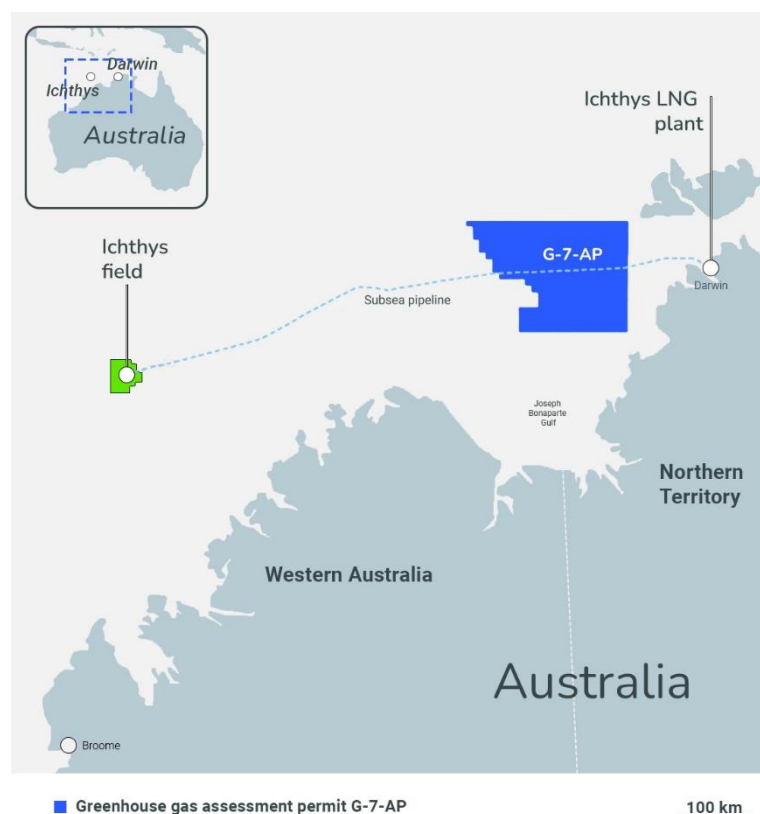 Darwin
Ichthys
Australia
Ichthys LNG
plant
Ichthys
field
G-7-AP
Subsea pipeline
Darwin
Joseph
Bonaparte
Gulf
Northern
Territory
Western Australia
Australia
Broome
Greenhouse gas assessment permit G-7-AP
100 km